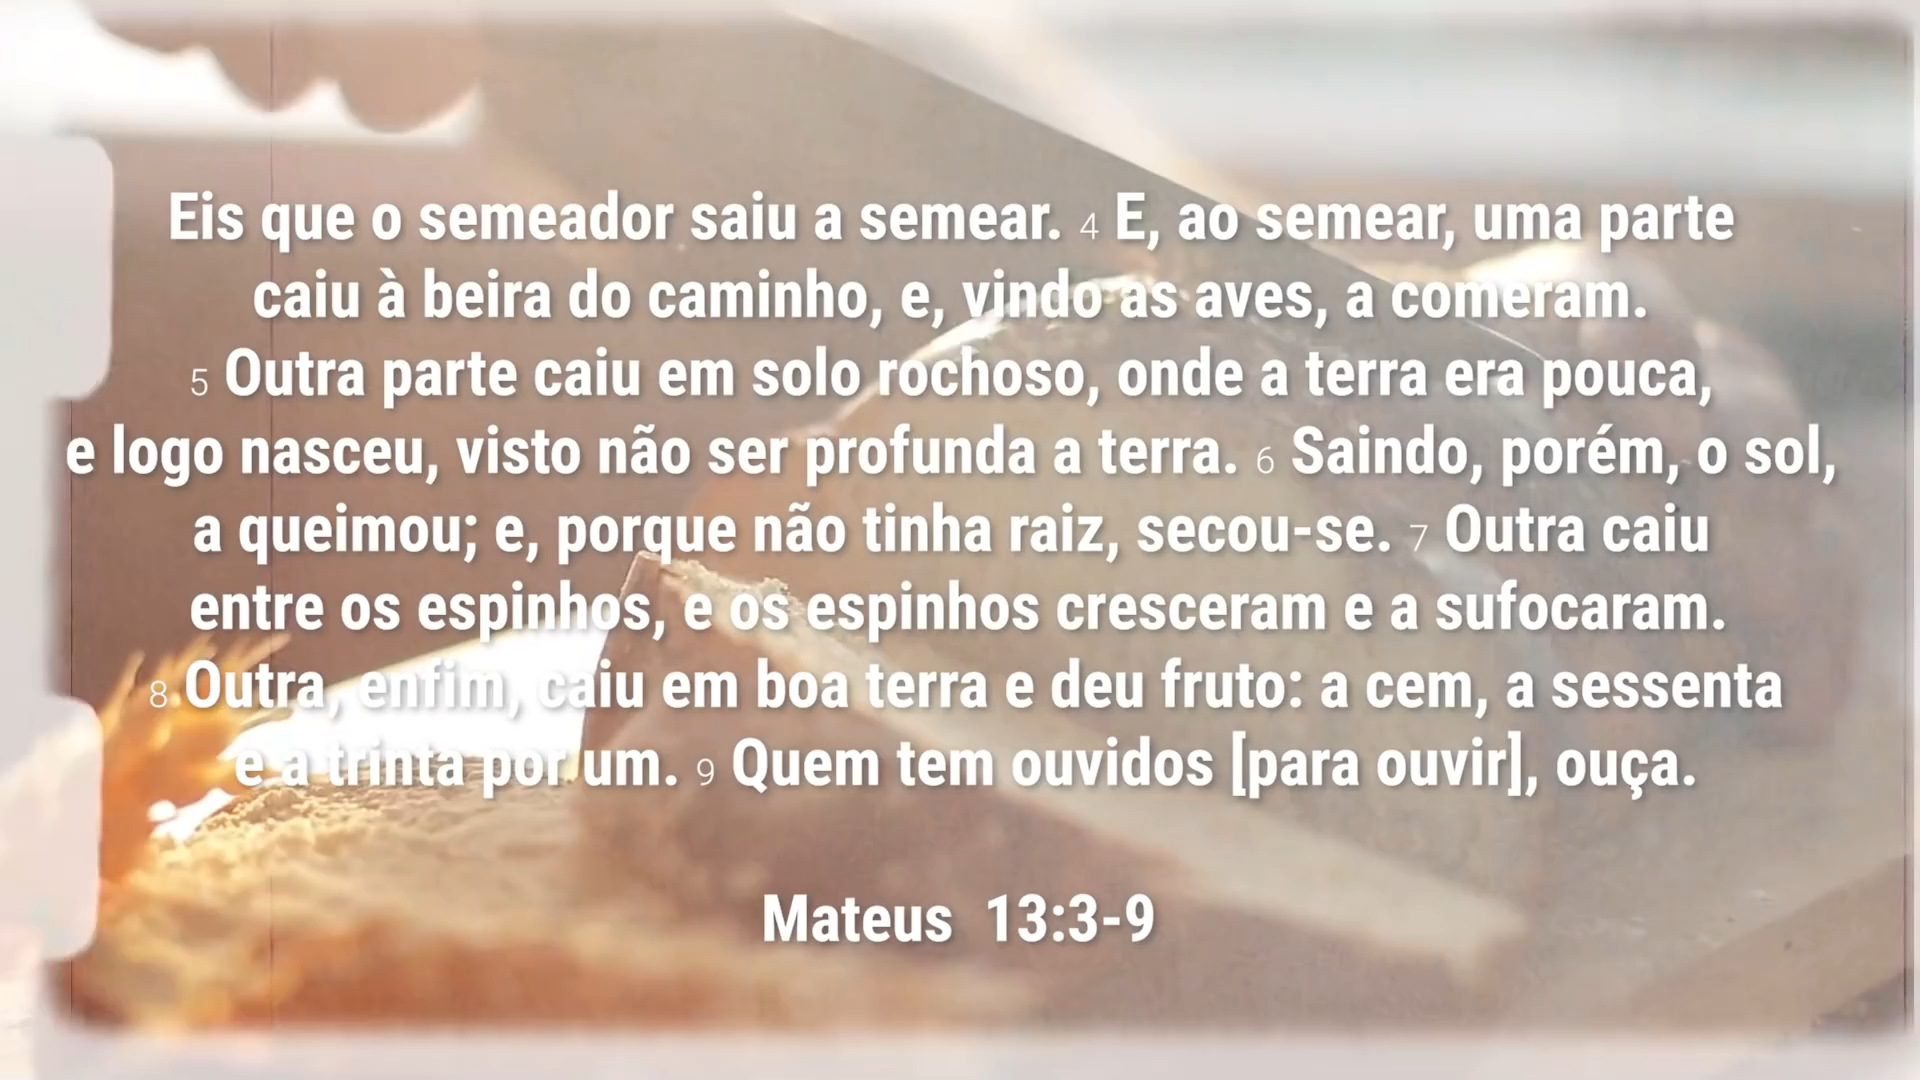 Eis que o semeador saiu a semear. 4 E, ao semear, uma parte
caiu à beira do caminho, e, vindo as aves, a comeram.
5 Outra parte caiu em solo rochoso, onde a terra era pouca,
e logo nasceu, visto não ser profunda a terra. 6 Saindo, porém, o sol,
a queimou; e, porque não tinha raiz, secou-se. 7 Outra caiu
entre os espinhos, e os espinhos cresceram e a sufocaram.
8 Outra, enfim, caiu em boa terra e deu fruto: a cem, a sessenta
e a trinta por um. 9 Quem tem ouvidos [para ouvir], ouça.
Mateus 13:3-9